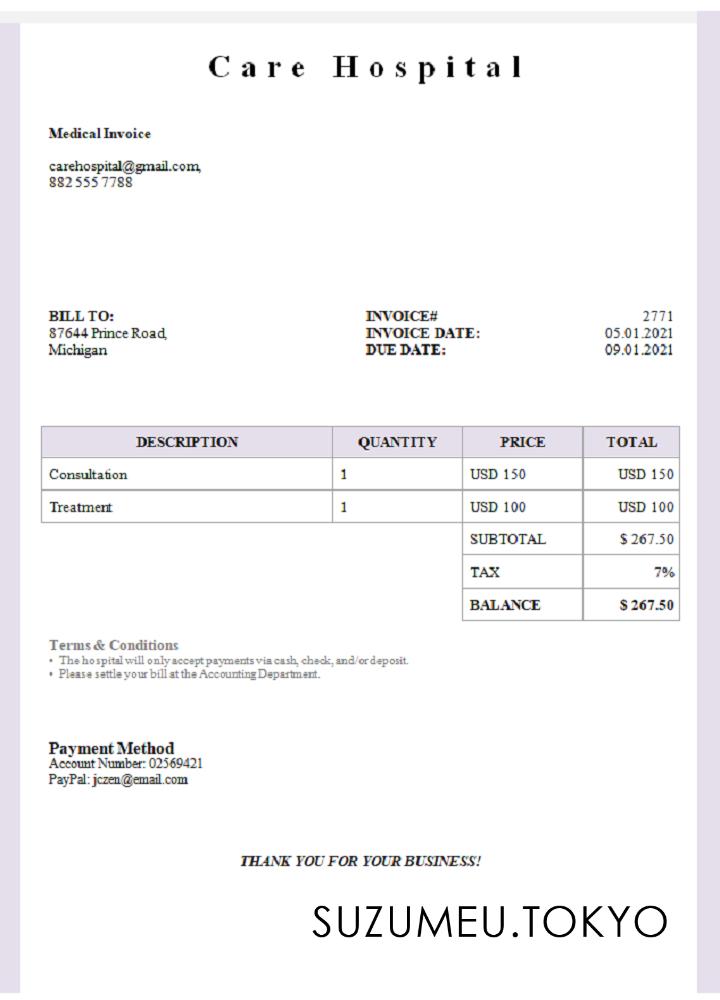 Care Hospital
Medical Invoice
carehospital@gmail.com,
882 555 7788
BILL TO:
87644 Prince Road,
Michigan
INVOICE# 2771
INVOICE DATE: 05.01.2021
DUE DATE: 09.01.2021
DESCRIPTION QUANTITY PRICE TOTAL
Consultation 1 USD 150 USD 150
Treatment 1 USD 100 USD 100
SUBTOTAL $ 267.50
TAX 7%
BALANCE $ 267.50
Terms & Conditions
• The hospital will only accept payments via cash, check, and/or deposit.
• Please settle your bill at the Accounting Department.
Payment Method
Account Number: 02569421
PayPal: jczen@email.com
THANK YOU FOR YOUR BUSINESS!
SUZUMEU.TOKYO